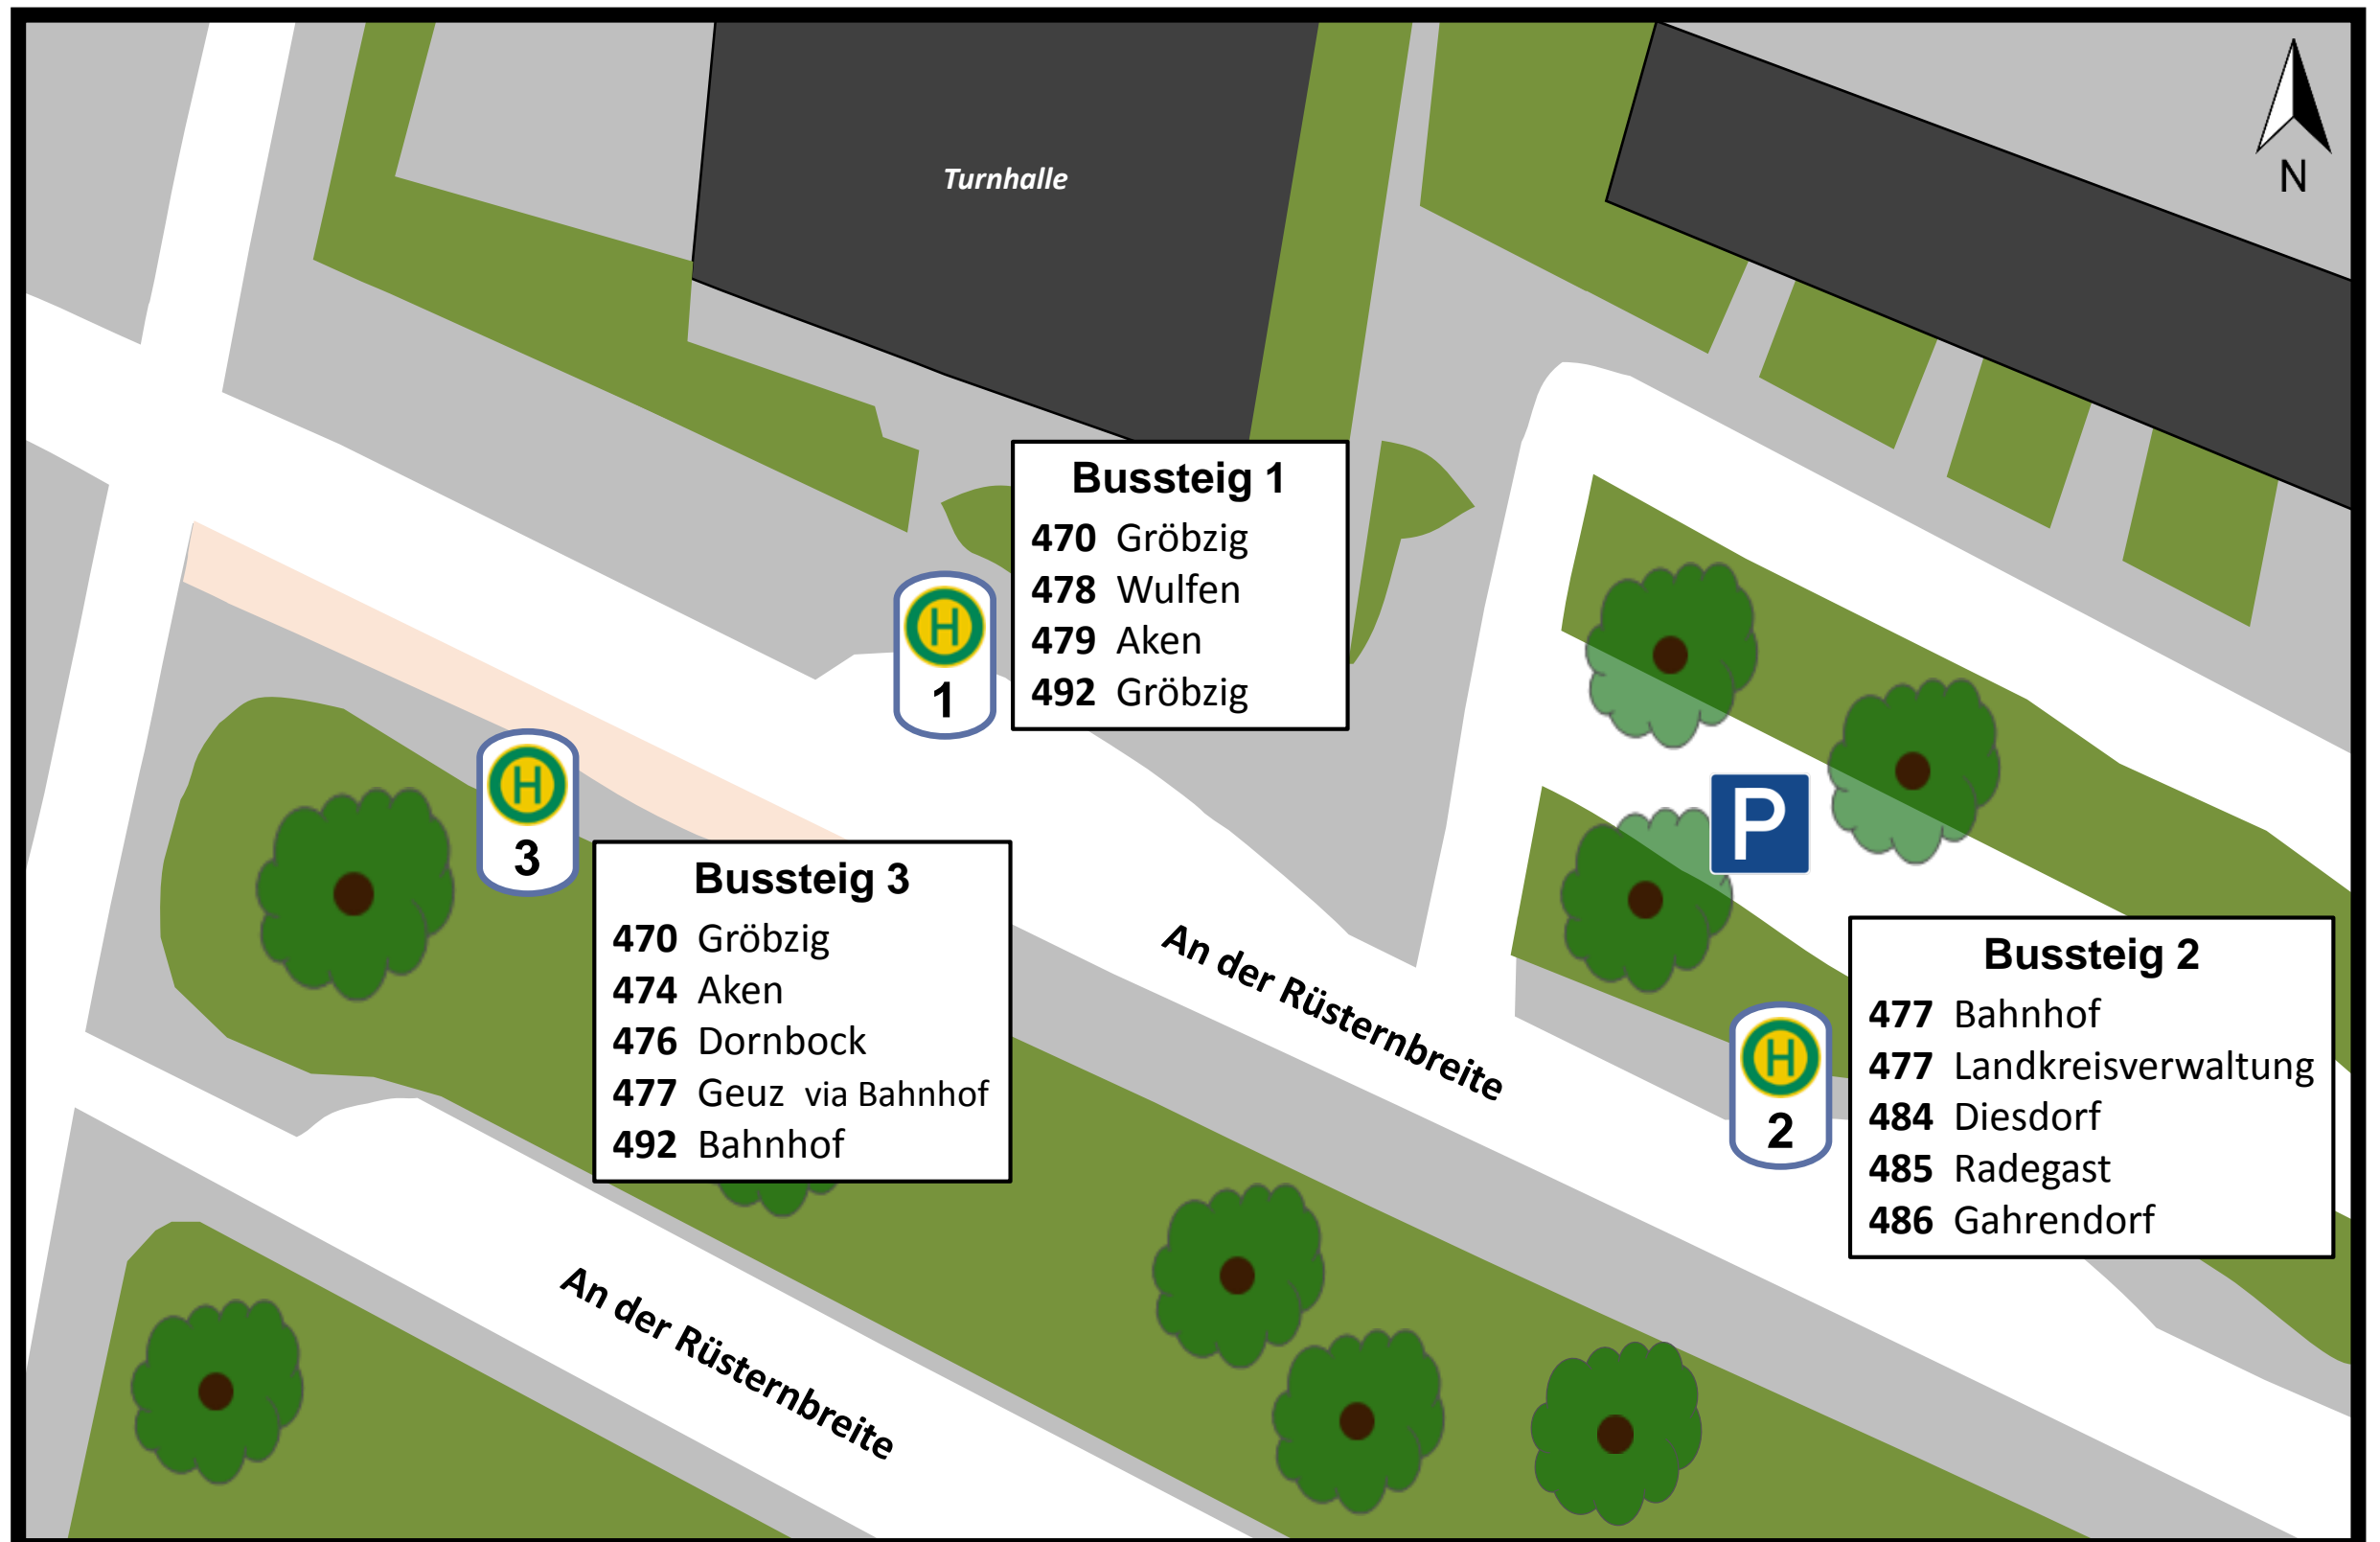 Turnhalle
N
Bussteig 1
470 Gröbzig
478 Wulfen
479 Aken
492 Gröbzig
H
1
H
3
P
Bussteig 3
470 Gröbzig
474 Aken
476 Dornbock
477 Geuz via Bahnhof
492 Bahnhof
An der Rüsternbreite
Bussteig 2
477 Bahnhof
477 Landkreisverwaltung
484 Diesdorf
485 Radegast
486 Gahrendorf
H
2
An der Rüsternbreite